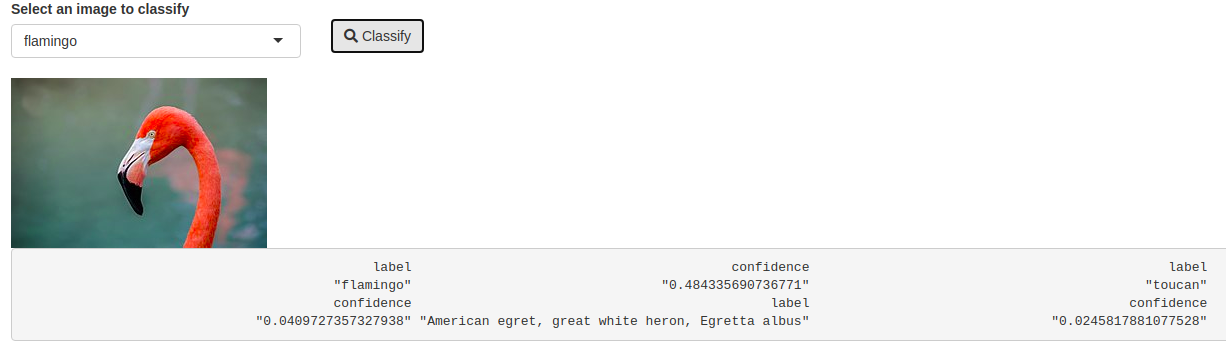 Select an image to classify
flamingo
Classify
label confidence label
"flamingo" "0.484335690736771" "toucan"
confidence label confidence
"0.0409727357327938" "American egret, great white heron, Egretta albus" "0.0245817881077528"